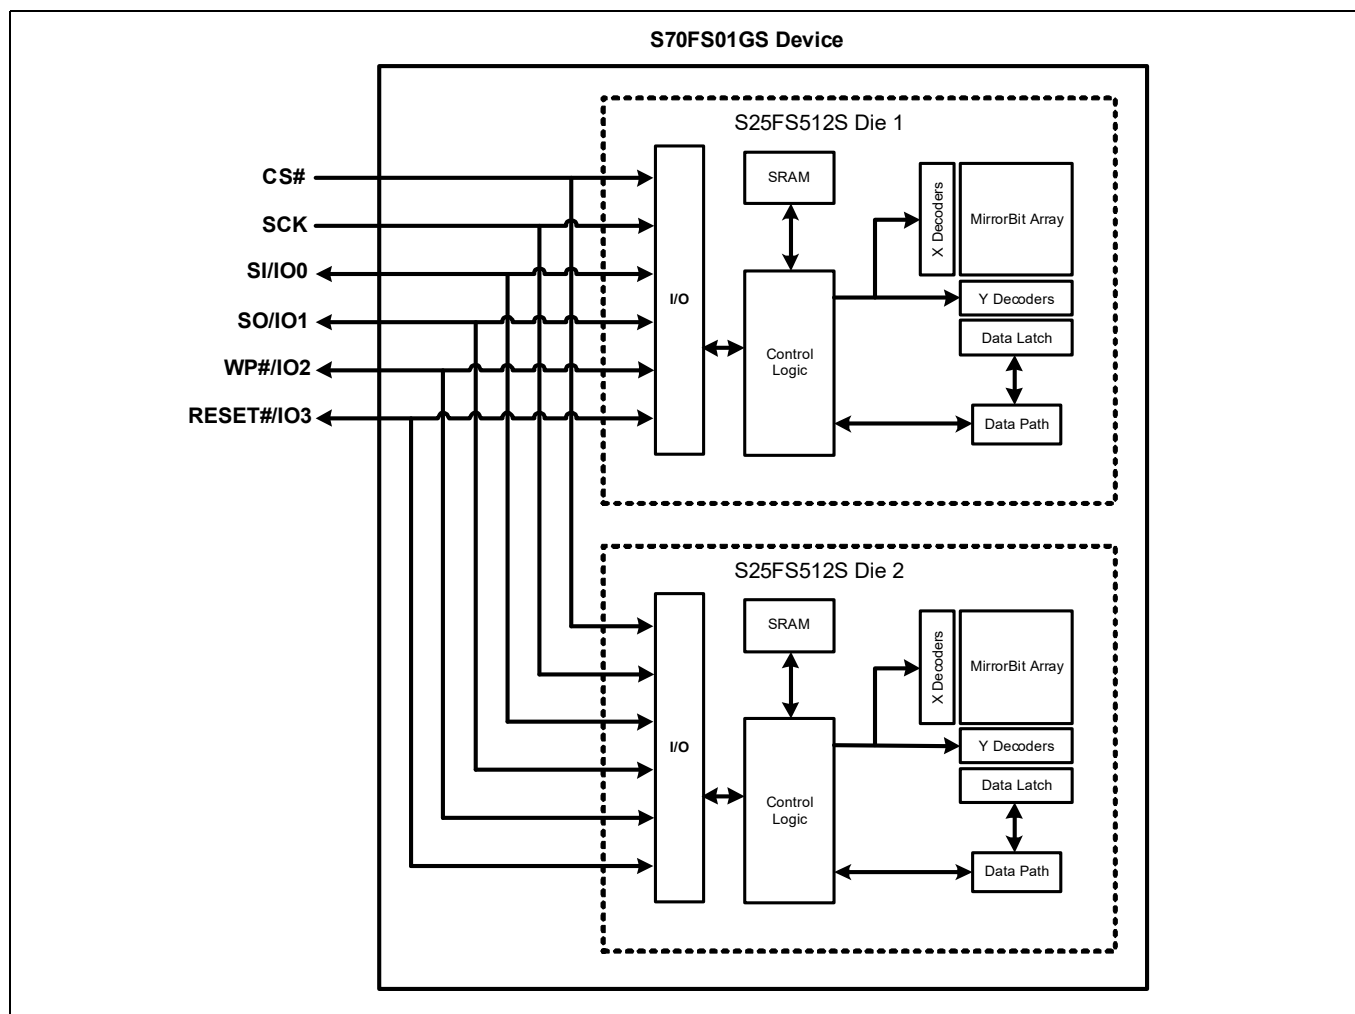 S70FS01GS Device
S25FS512S Die 1
CS#
SCK
SI/IO0
SO/IO1
WP#/IO2
RESET#/IO3
I/O
SRAM
Control
Logic
X Decoders
MirrorBit Array
Y Decoders
Data Latch
Data Path
S25FS512S Die 2
I/O
SRAM
Control
Logic
X Decoders
MirrorBit Array
Y Decoders
Data Latch
Data Path